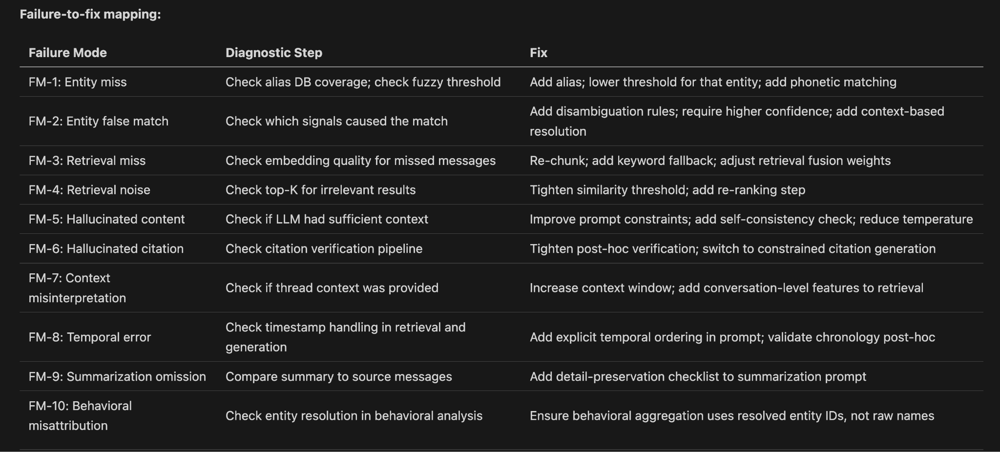 Failure-to-fix mapping:
Failure Mode Diagnostic Step Fix
FM-1: Entity miss Check alias DB coverage; check fuzzy threshold Add alias; lower threshold for that entity; add phonetic matching
FM-2: Entity false match Check which signals caused the match Add disambiguation rules; require higher confidence; add context-based
resolution
FM-3: Retrieval miss Check embedding quality for missed messages Re-chunk; add keyword fallback; adjust retrieval fusion weights
FM-4: Retrieval noise Check top-K for irrelevant results Tighten similarity threshold; add re-ranking step
FM-5: Hallucinated content Check if LLM had sufficient context Improve prompt constraints; add self-consistency check; reduce temperature
FM-6: Hallucinated citation Check citation verification pipeline Tighten post-hoc verification; switch to constrained citation generation
FM-7: Context
misinterpretation Check if thread context was provided Increase context window; add conversation-level features to retrieval
FM-8: Temporal error Check timestamp handling in retrieval and
generation Add explicit temporal ordering in prompt; validate chronology post-hoc
FM-9: Summarization omission Compare summary to source messages Add detail-preservation checklist to summarization prompt
FM-10: Behavioral
misattribution Check entity resolution in behavioral analysis Ensure behavioral aggregation uses resolved entity IDs, not raw names